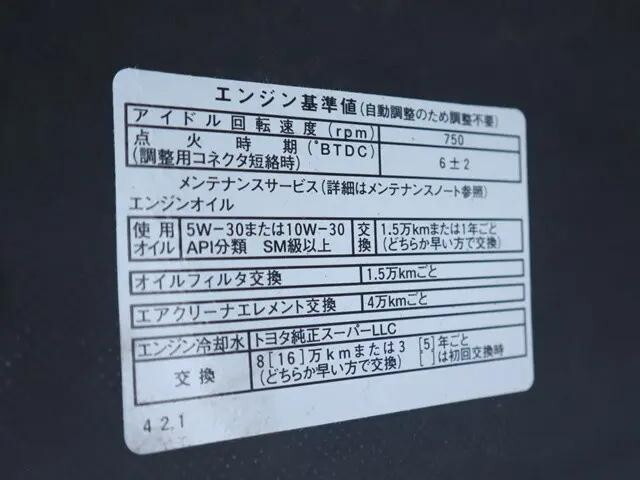 エンジン基準値(自動調整のため調整不要)
アイドル回転速度(rpm) 750
点火時期(°BTDC) 6±2
(調整用コネクタ短絡時)
メンテナンスサービス(詳細はメンテナンスノート参照)
エンジンオイル
使用 5W-30または10W-30 交 1.5万kmまたは1年ごと
オイル API分類 SM級以上 換 (どちらか早い方で交換)
オイルフィルタ交換 1.5万kmごと
エアクリーナエレメント交換 4万kmごと
エンジン冷却水 トヨタ純正スーパーLLC
交換 8[16]万kmまたは3[5]年ごと
(どちらか早い方で交換) [ ]は初回交換時
42.1